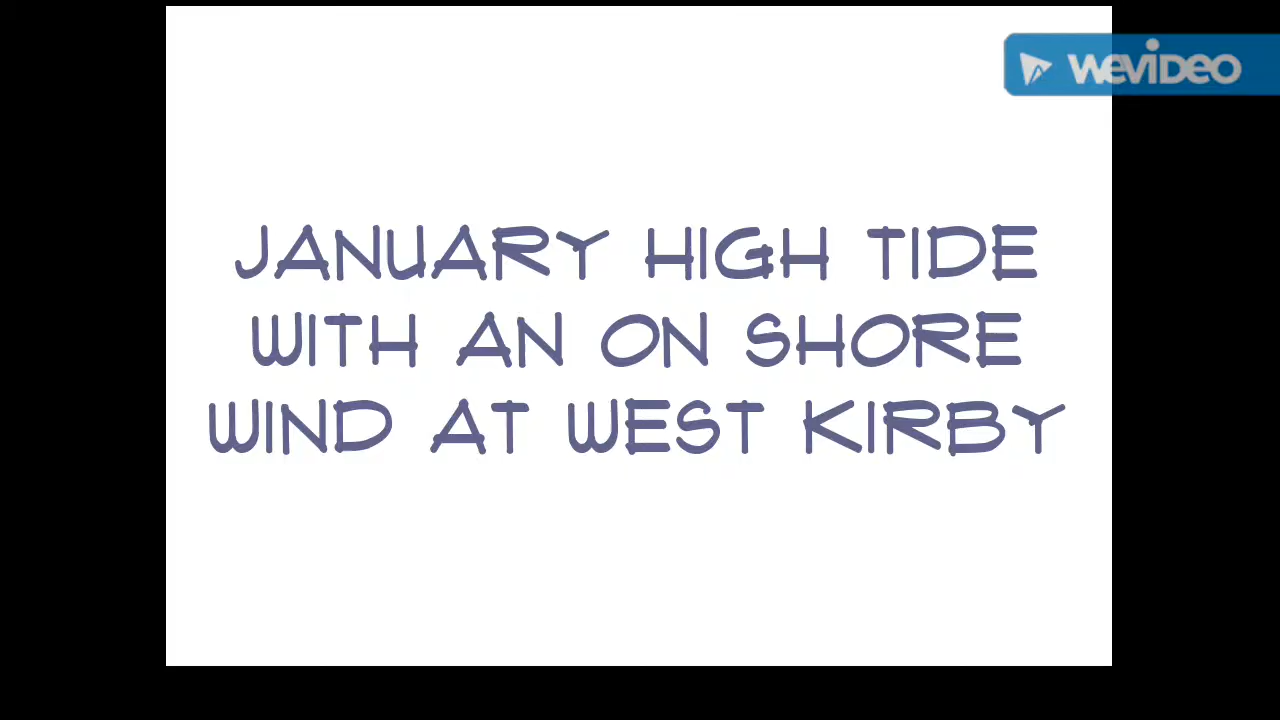 WEVIDEO
JANUARY HIGH TIDE
WITH AN ON SHORE
WIND AT WEST KIRBY